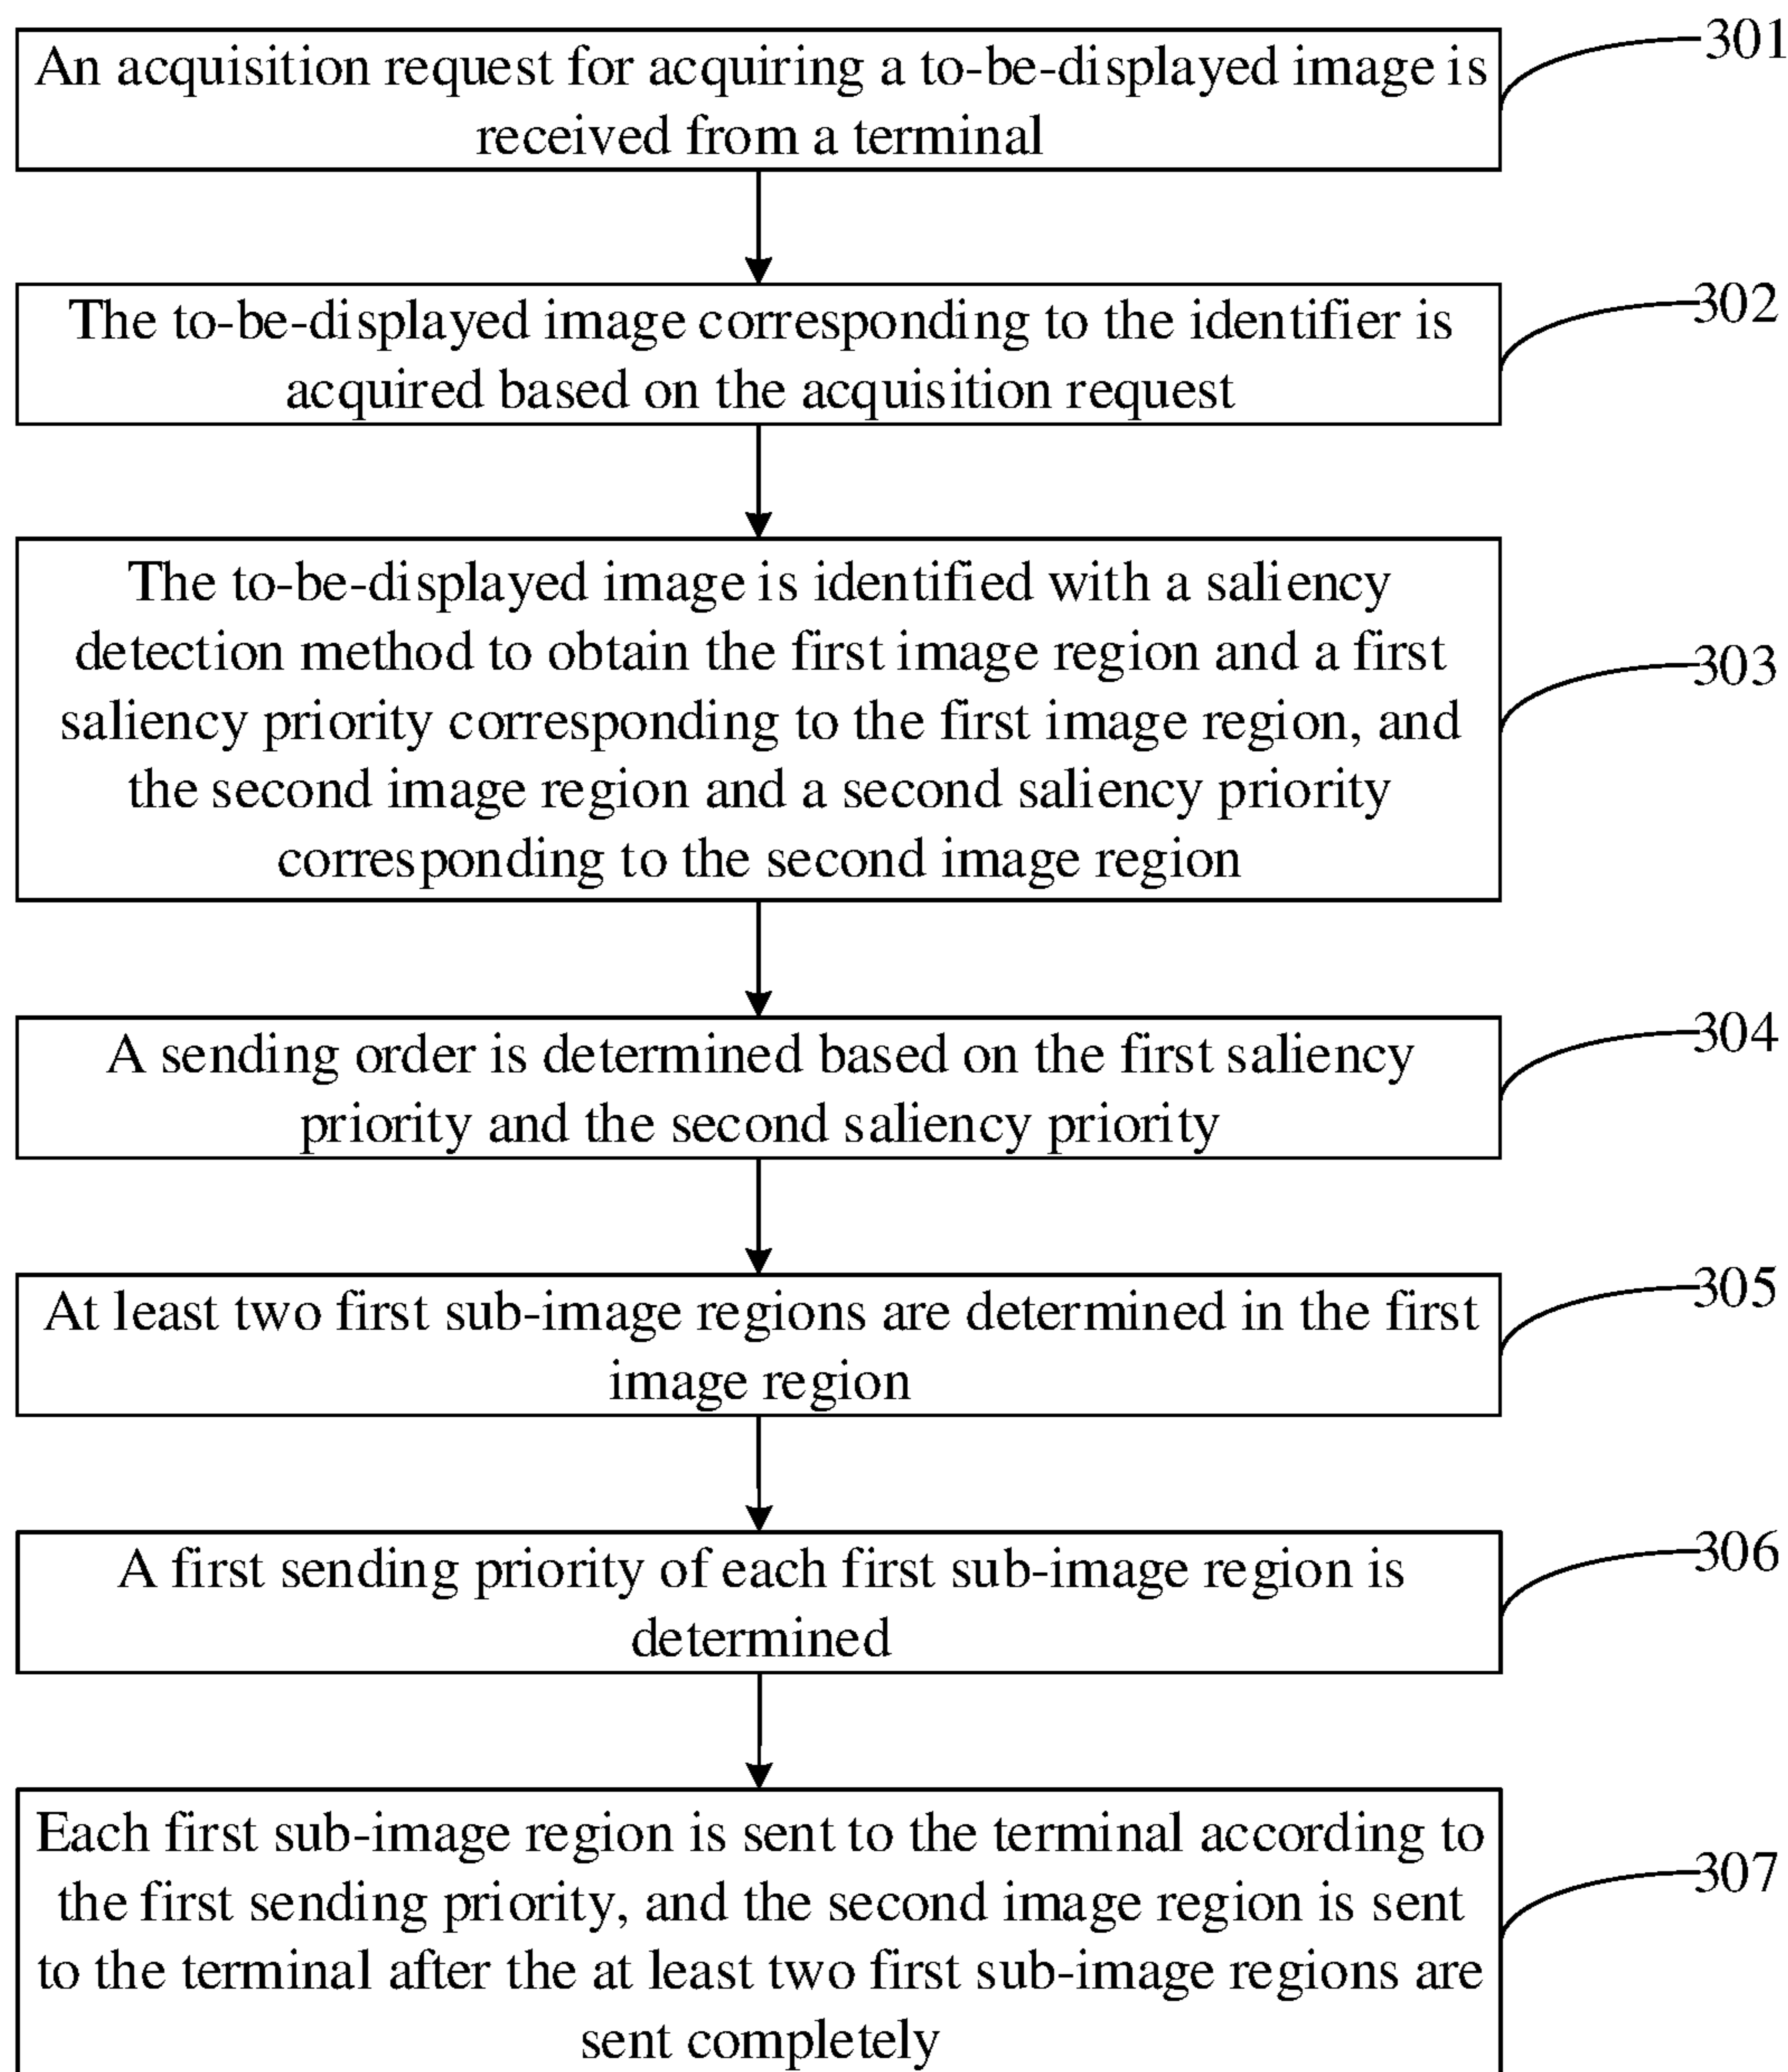 An acquisition request for acquiring a to-be-displayed image is
received from a terminal
301
The to-be-displayed image corresponding to the identifier is
acquired based on the acquisition request
302
The to-be-displayed image is identified with a saliency
detection method to obtain the first image region and a first
saliency priority corresponding to the first image region, and
the second image region and a second saliency priority
corresponding to the second image region
303
A sending order is determined based on the first saliency
priority and the second saliency priority
304
At least two first sub-image regions are determined in the first
image region
305
A first sending priority of each first sub-image region is
determined
306
Each first sub-image region is sent to the terminal according to
the first sending priority, and the second image region is sent
to the terminal after the at least two first sub-image regions are
sent completely
307